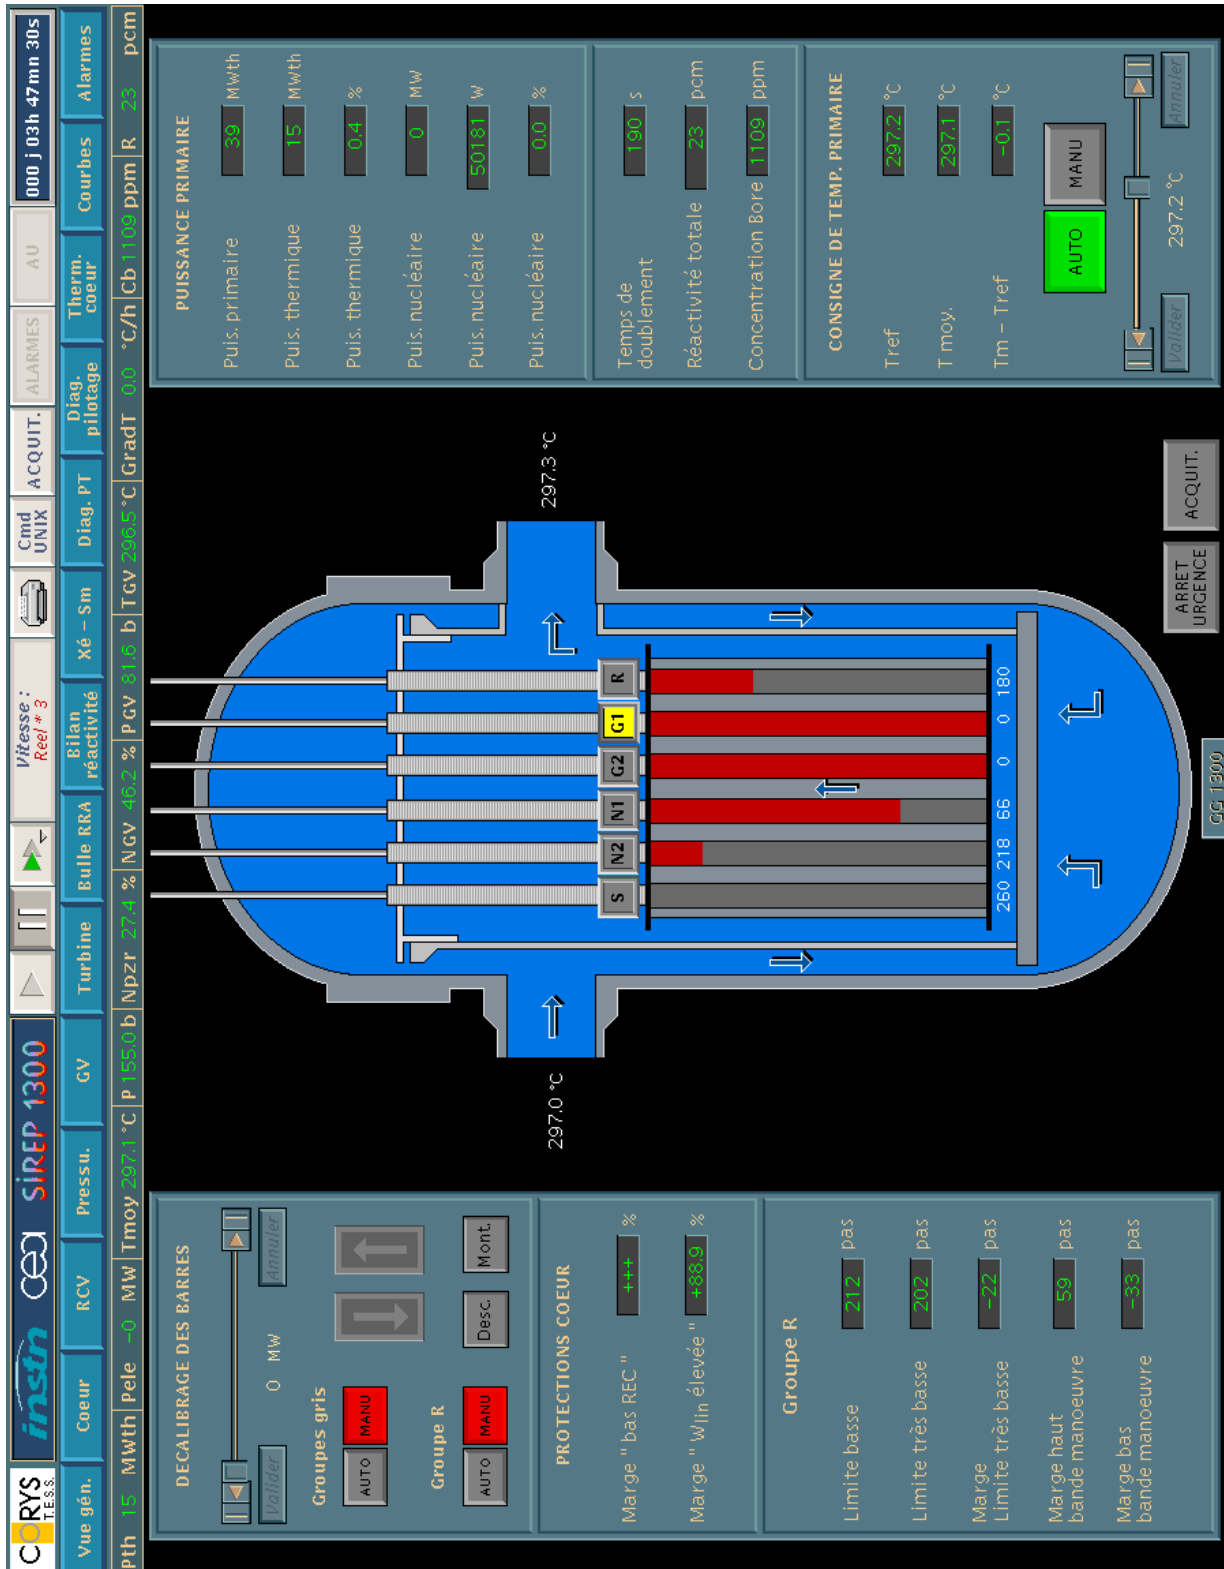 CORYS
T.E.S.S.
instn cea SIREP 1300
Vitesse :
Reel * 3
Cmd
UNIX
ACQUIT.
ALARMES
AU
000 j 03h 47mn 30s
Vue gén.
Coeur
RCV
Pressu.
GV
Turbine
Bulle RRA
Bilan
réactivité
Xé – Sm
Diag. PT
Diag.
pilotage
Therm.
coeur
Courbes
Alarmes
Pth 15 MWth Pele -0 MW Tmoy 297.1 °C P 155.0 b Npzr 27.4 % NGV 46.2 % PGV 81.6 b TGV 296.5 °C GradT 0.0 °C/h Cb 1109 ppm R 23 pcm
DECALIBRAGE DES BARRES
0 MW
Valider
Annuler
Groupes gris
AUTO MANU
Groupe R
AUTO MANU Desc. Mont.
PROTECTIONS COEUR
Marge " bas REC " +++ %
Marge " Wlin élevée " +88.9 %
Groupe R
Limite basse 212 pas
Limite très basse 202 pas
Marge
Limite très basse -22 pas
Marge haut
bande manoeuvre 59 pas
Marge bas
bande manoeuvre -33 pas
297.0 °C
297.3 °C
S N2 N1 G2 G1 R
260 218 66 0 0 180
ARRET
URGENCE
ACQUIT.
GG 1300
PUISSANCE PRIMAIRE
Puis. primaire 39 MWth
Puis. thermique 15 MWth
Puis. thermique 0.4 %
Puis. nucléaire 0 MW
Puis. nucléaire 50181 W
Puis. nucléaire 0.0 %
Temps de
doublement 190 s
Réactivité totale 23 pcm
Concentration Bore 1109 ppm
CONSIGNE DE TEMP. PRIMAIRE
Tref 297.2 °C
T moy. 297.1 °C
Tm – Tref -0.1 °C
AUTO MANU
297.2 °C
Valider
Annuler